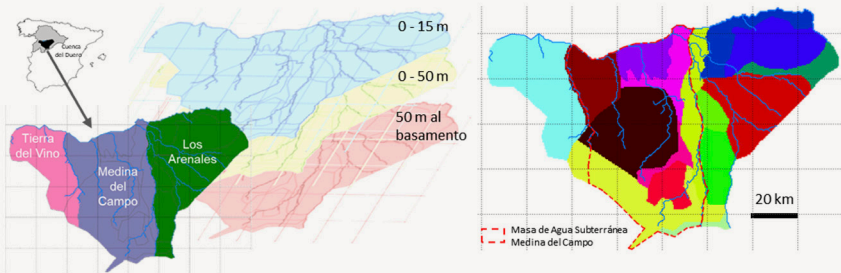 Cuenca
del Duero
0 - 15 m
0 - 50 m
50 m al
basamento
Tierra
del Vino
Medina
del
Campo
Los
Arenales
20 km
Masa de Agua Subterránea
Medina del Campo